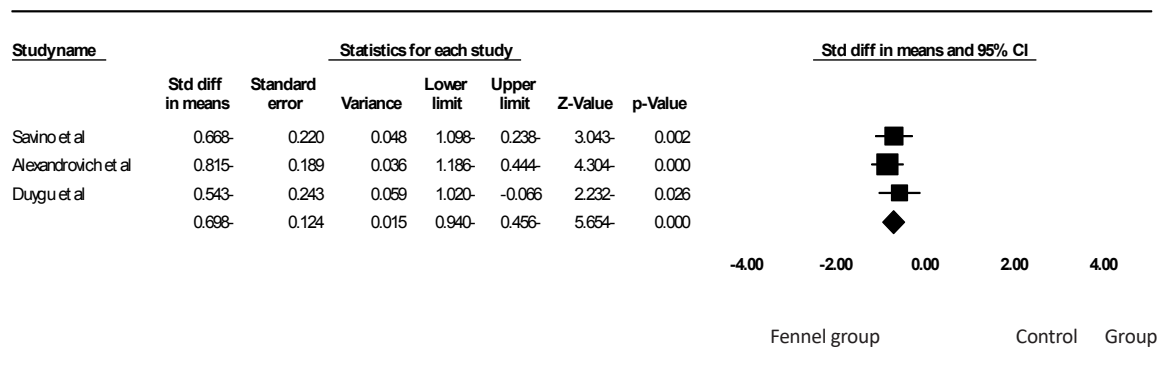 Studyname Statistics for each study Std diff in means and 95% CI
Std diff Standard Lower Upper
in means error Variance limit limit Z-Value p-Value
Savino et al 0.668- 0.220 0.048 1.098- 0.238- 3.043- 0.002
Alexandrovich et al 0.815- 0.189 0.036 1.186- 0.444- 4.304- 0.000
Duygu et al 0.543- 0.243 0.059 1.020- -0.066 2.232- 0.026
0.698- 0.124 0.015 0.940- 0.456- 5.654- 0.000
-4.00 -2.00 0.00 2.00 4.00
Fennel group Control Group